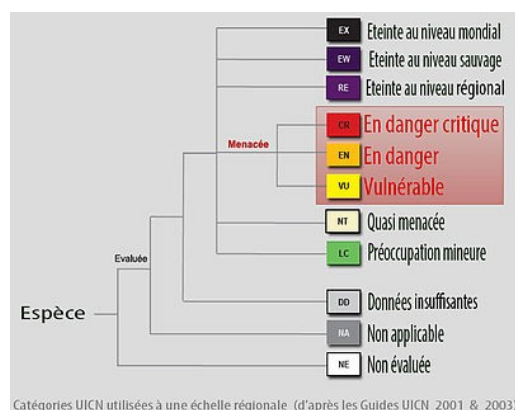 EX Eteinte au niveau mondial
EW Eteinte au niveau sauvage
RE Eteinte au niveau régional
CR En danger critique
Menacée
EN En danger
VU Vulnérable
NT Quasi menacée
LC Préoccupation mineure
Evaluée
DD Données insuffisantes
Espèce
NA Non applicable
NE Non évaluée
Catégories UICN utilisées à une échelle régionale (d'après les Guides UICN 2001 & 2003)